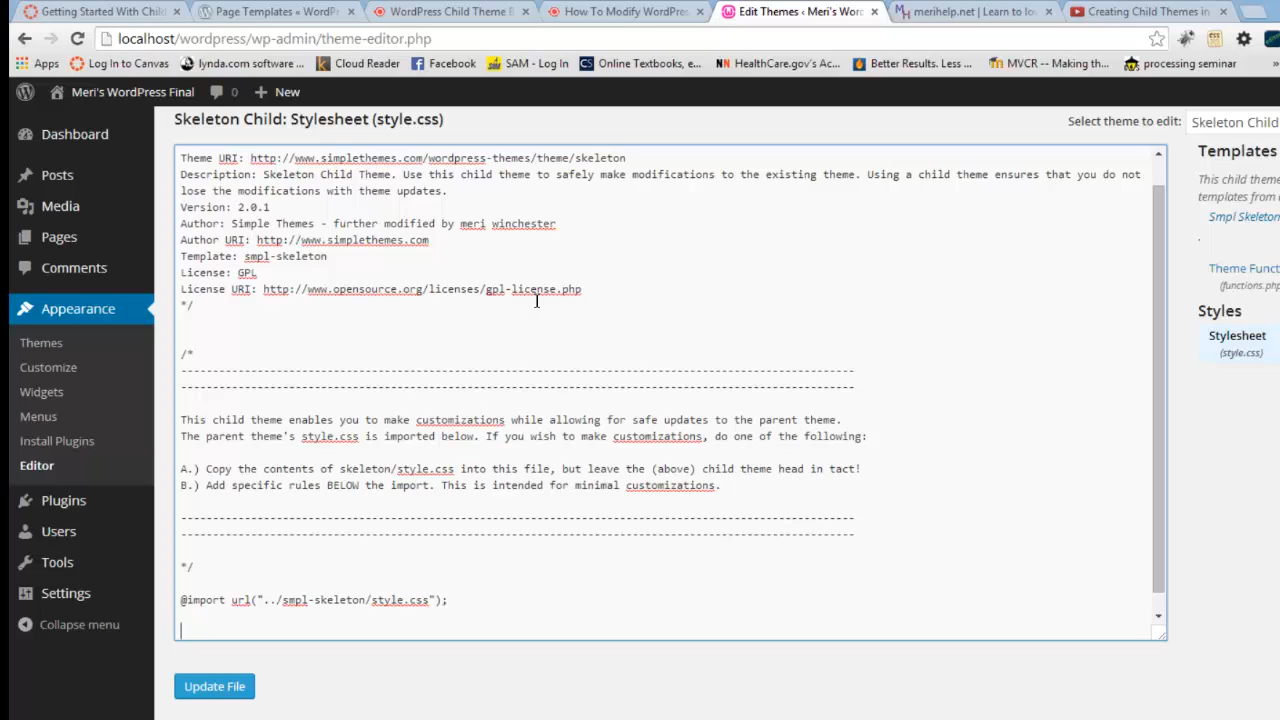 Getting Started With Child
Page Templates « WordP
WordPress Child Theme B
How To Modify WordPres
Edit Themes ‹ Meri's Wor
merihelp.net | Learn to lo
Creating Child Themes in
localhost/wordpress/wp-admin/theme-editor.php
Apps
Log In to Canvas
lynda.com software ...
Cloud Reader
Facebook
SAM - Log In
Online Textbooks, e...
HealthCare.gov's Ac...
Better Results. Less ...
MVCR -- Making th...
processing seminar
»
Meri's WordPress Final
0
New
Dashboard
Posts
Media
Pages
Comments
Appearance
Themes
Customize
Widgets
Menus
Install Plugins
Editor
Plugins
Users
Tools
Settings
Collapse menu
Skeleton Child: Stylesheet (style.css)
Select theme to edit:
Skeleton Child
Theme URI: http://www.simplethemes.com/wordpress-themes/theme/skeleton
Description: Skeleton Child Theme. Use this child theme to safely make modifications to the existing theme. Using a child theme ensures that you do not
lose the modifications with theme updates.
Version: 2.0.1
Author: Simple Themes - further modified by meri winchester
Author URI: http://www.simplethemes.com
Template: smpl-skeleton
License: GPL
License URI: http://www.opensource.org/licenses/gpl-license.php
*/
/*
--------------------------------------------------------------------------------------------------
--------------------------------------------------------------------------------------------------
This child theme enables you to make customizations while allowing for safe updates to the parent theme.
The parent theme's style.css is imported below. If you wish to make customizations, do one of the following:
A.) Copy the contents of skeleton/style.css into this file, but leave the (above) child theme head in tact!
B.) Add specific rules BELOW the import. This is intended for minimal customizations.
--------------------------------------------------------------------------------------------------
--------------------------------------------------------------------------------------------------
*/
@import url("../smpl-skeleton/style.css");
Update File
Templates
This child theme
templates from
Smpl Skeleton
.
Theme Funct
(functions.php
Styles
Stylesheet
(style.css)